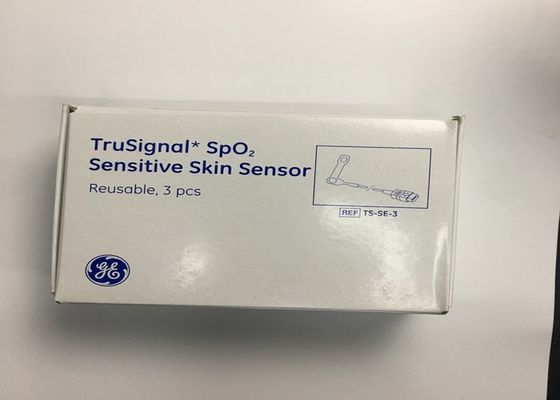 TruSignal* SpO₂
Sensitive Skin Sensor
Reusable, 3 pcs
REF TS-SE-3
GE